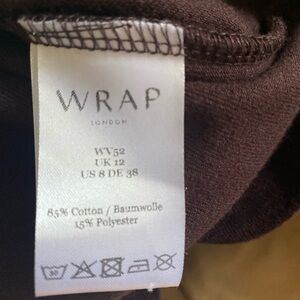 WRAP
LONDON
WV52
UK 12
US 8 DE 38
85% Cotton / Baumwolle
15% Polyester